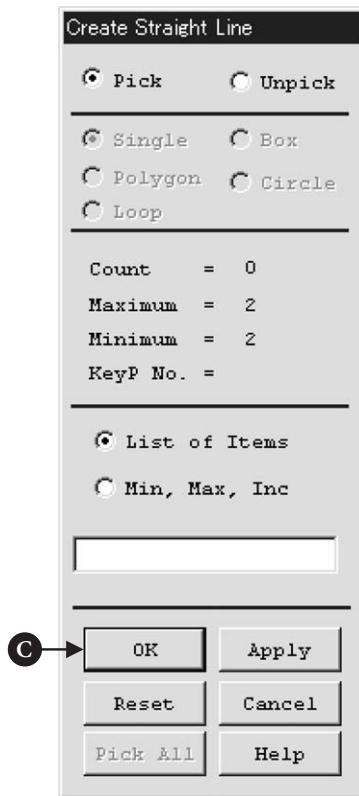 Create Straight Line
Pick Unpick
Single Box
Polygon Circle
Loop
Count = 0
Maximum = 2
Minimum = 2
KeyP No. =
List of Items
Min, Max, Inc
C OK Apply
Reset Cancel
Pick All Help